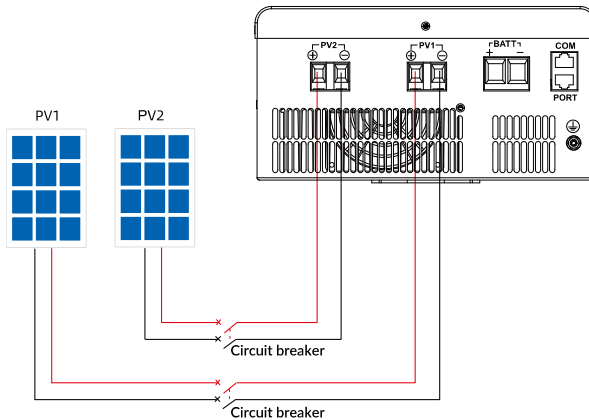 PV2 PV1 BATT COM
⊕ ⊖ ⊕ ⊖ + −
PORT
PV1 PV2
Circuit breaker
Circuit breaker